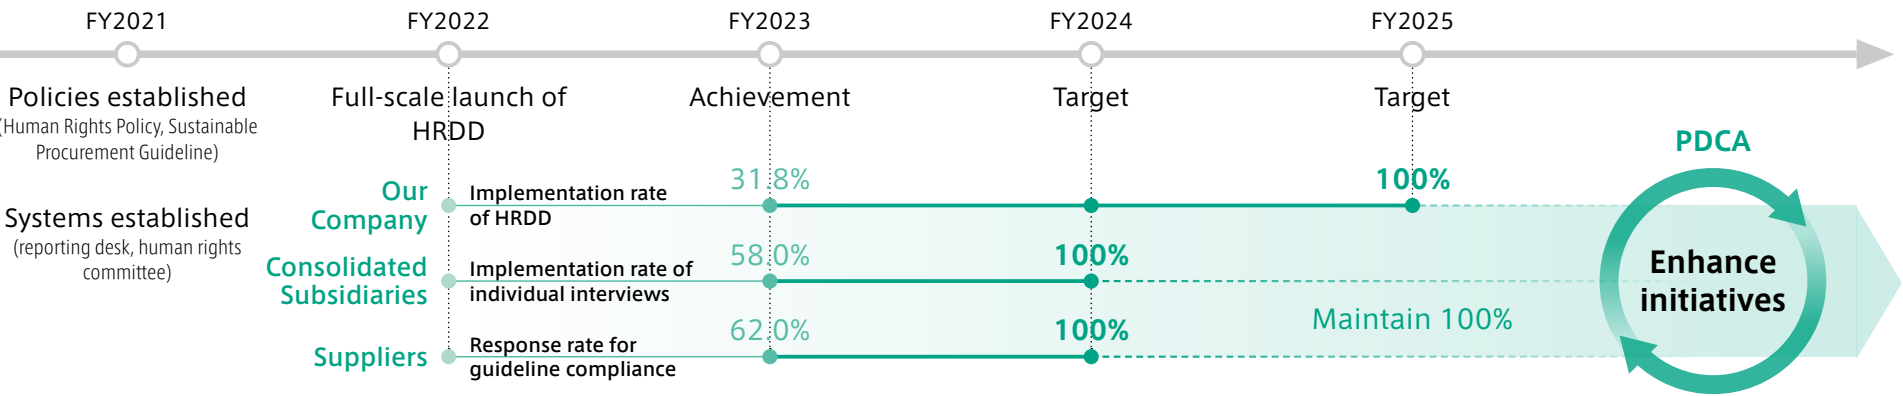 FY2021
FY2022
FY2023
FY2024
FY2025
Policies established
(Human Rights Policy, Sustainable
Procurement Guideline)
Systems established
(reporting desk, human rights
committee)
Full-scale launch of
HRDD
Achievement
Target
Target
Our
Company
Implementation rate
of HRDD
31.8%
100%
Consolidated
Subsidiaries
Implementation rate of
individual interviews
58.0%
100%
Suppliers
Response rate for
guideline compliance
62.0%
100%
Maintain 100%
PDCA
Enhance
initiatives